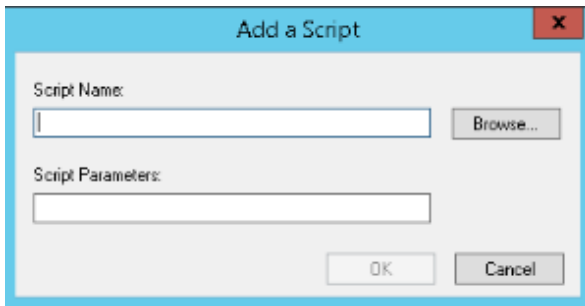 Add a Script
x
Script Name:
Browse...
Script Parameters:
OK
Cancel